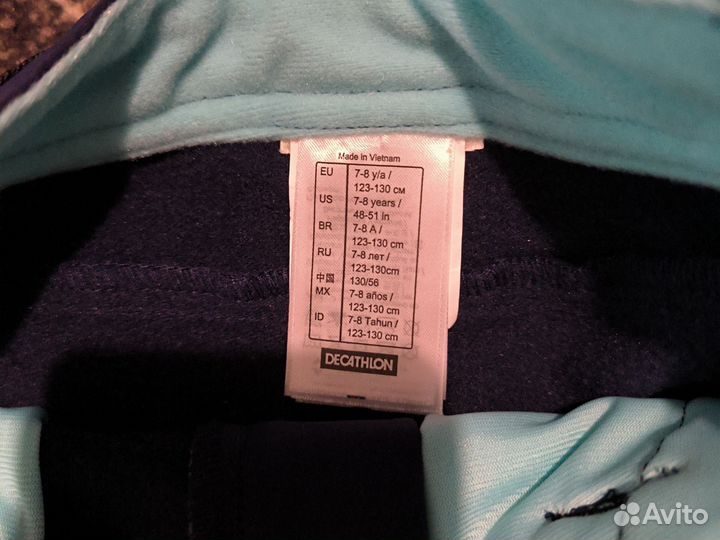 Made in Vietnam
EU 7-8 y/a /
123-130 см
US 7-8 years /
48-51 in
BR 7-8 A /
123-130 cm
RU 7-8 лет /
123-130cm
中国 130/56
MX 7-8 años /
123-130 cm
ID 7-8 Tahun /
123-130 cm
DECATHLON
Avito